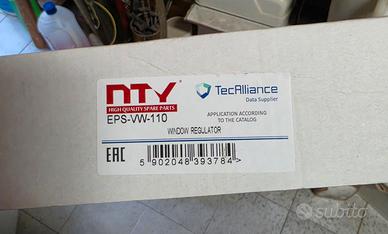 NTY
HIGH QUALITY SPARE PARTS
TecAlliance
Data Supplier
EPS-VW-110
APPLICATION ACCORDING
TO THE CATALOG
WINDOW REGULATOR
EAC
5 902048 393784 >
subito